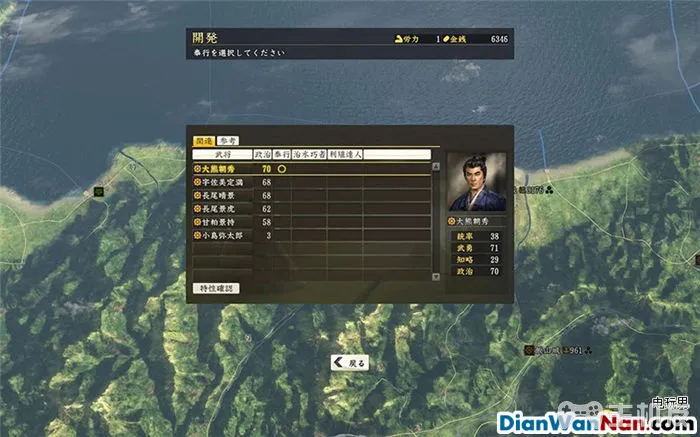 開発
労力 1 金銭 6346
奉行を選択してください
関連 参考
武将 政治 奉行 治水巧者 利殖達人
大熊朝秀 70 ○
宇佐美定満 68
長尾晴景 68
長尾景虎 62
甘粕景持 58
小島弥太郎 3
大熊朝秀
統率 38
武勇 71
知略 29
政治 70
特性確認
961
戻る
电玩男
DianWanNan.com